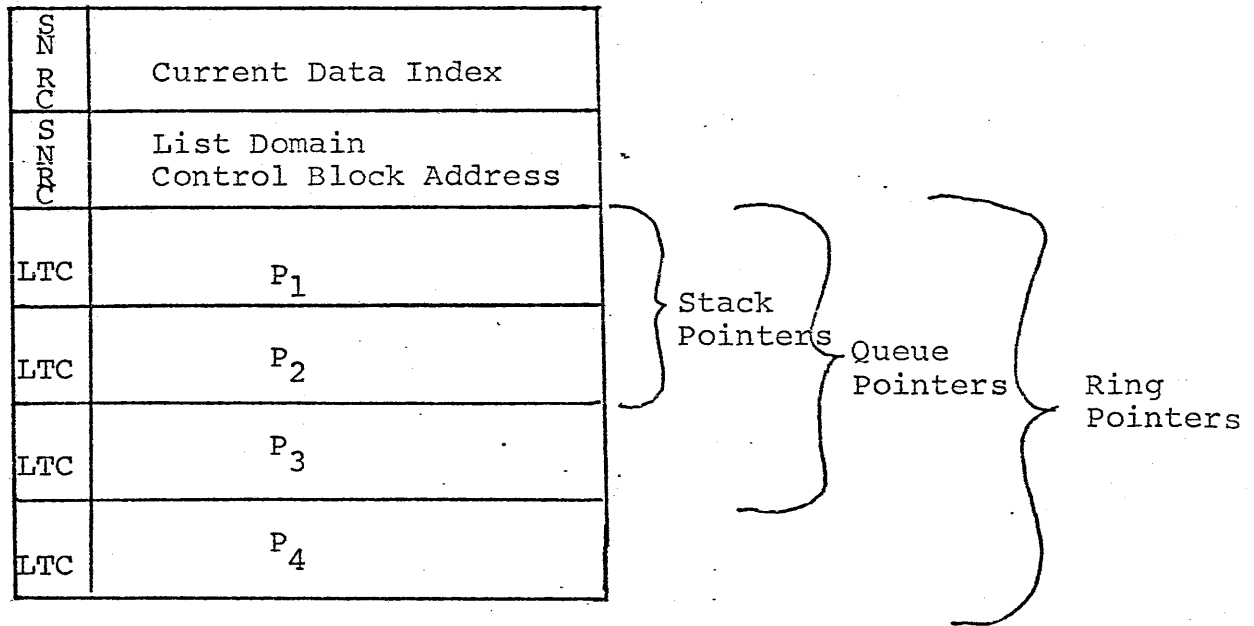 S
N
R
C
Current Data Index
S
N
R
C
List Domain
Control Block Address
LTC
P1
LTC
P2
LTC
P3
LTC
P4
Stack
Pointers
Queue
Pointers
Ring
Pointers